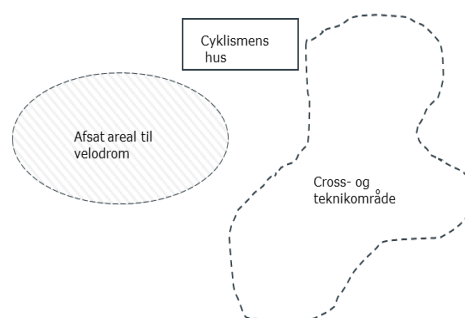 Cyklismens
hus
Afsat areal til
velodrom
Cross- og
teknikområde